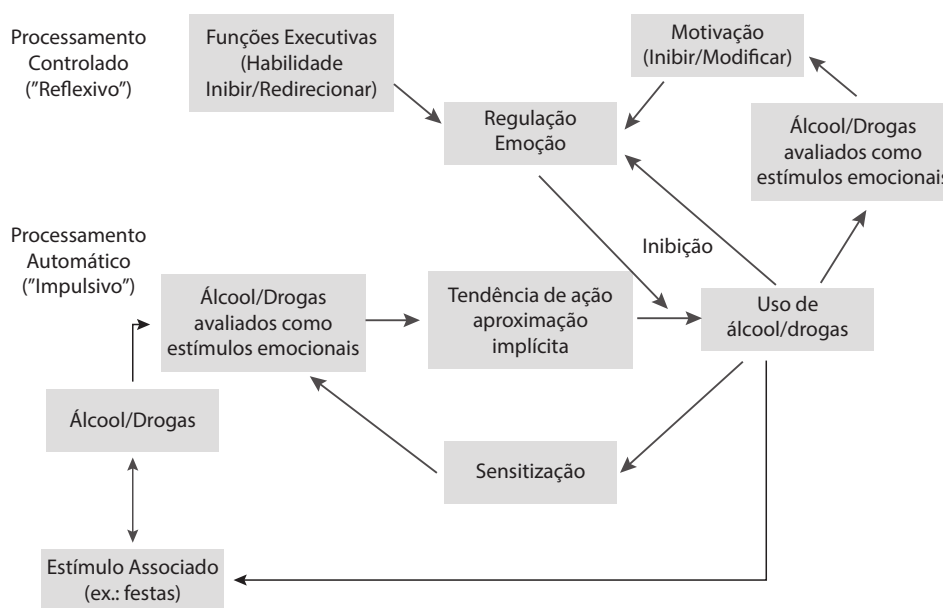 Processamento
Controlado
("Reflexivo")
Funções Executivas
(Habilidade
Inibir/Redirecionar)
Motivação
(Inibir/Modificar)
Regulação
Emoção
Álcool/Drogas
avaliados como
estímulos emocionais
Processamento
Automático
("Impulsivo")
Inibição
Álcool/Drogas
avaliados como
estímulos emocionais
Tendência de ação
aproximação
implícita
Uso de
álcool/drogas
Álcool/Drogas
Sensitização
Estímulo Associado
(ex.: festas)